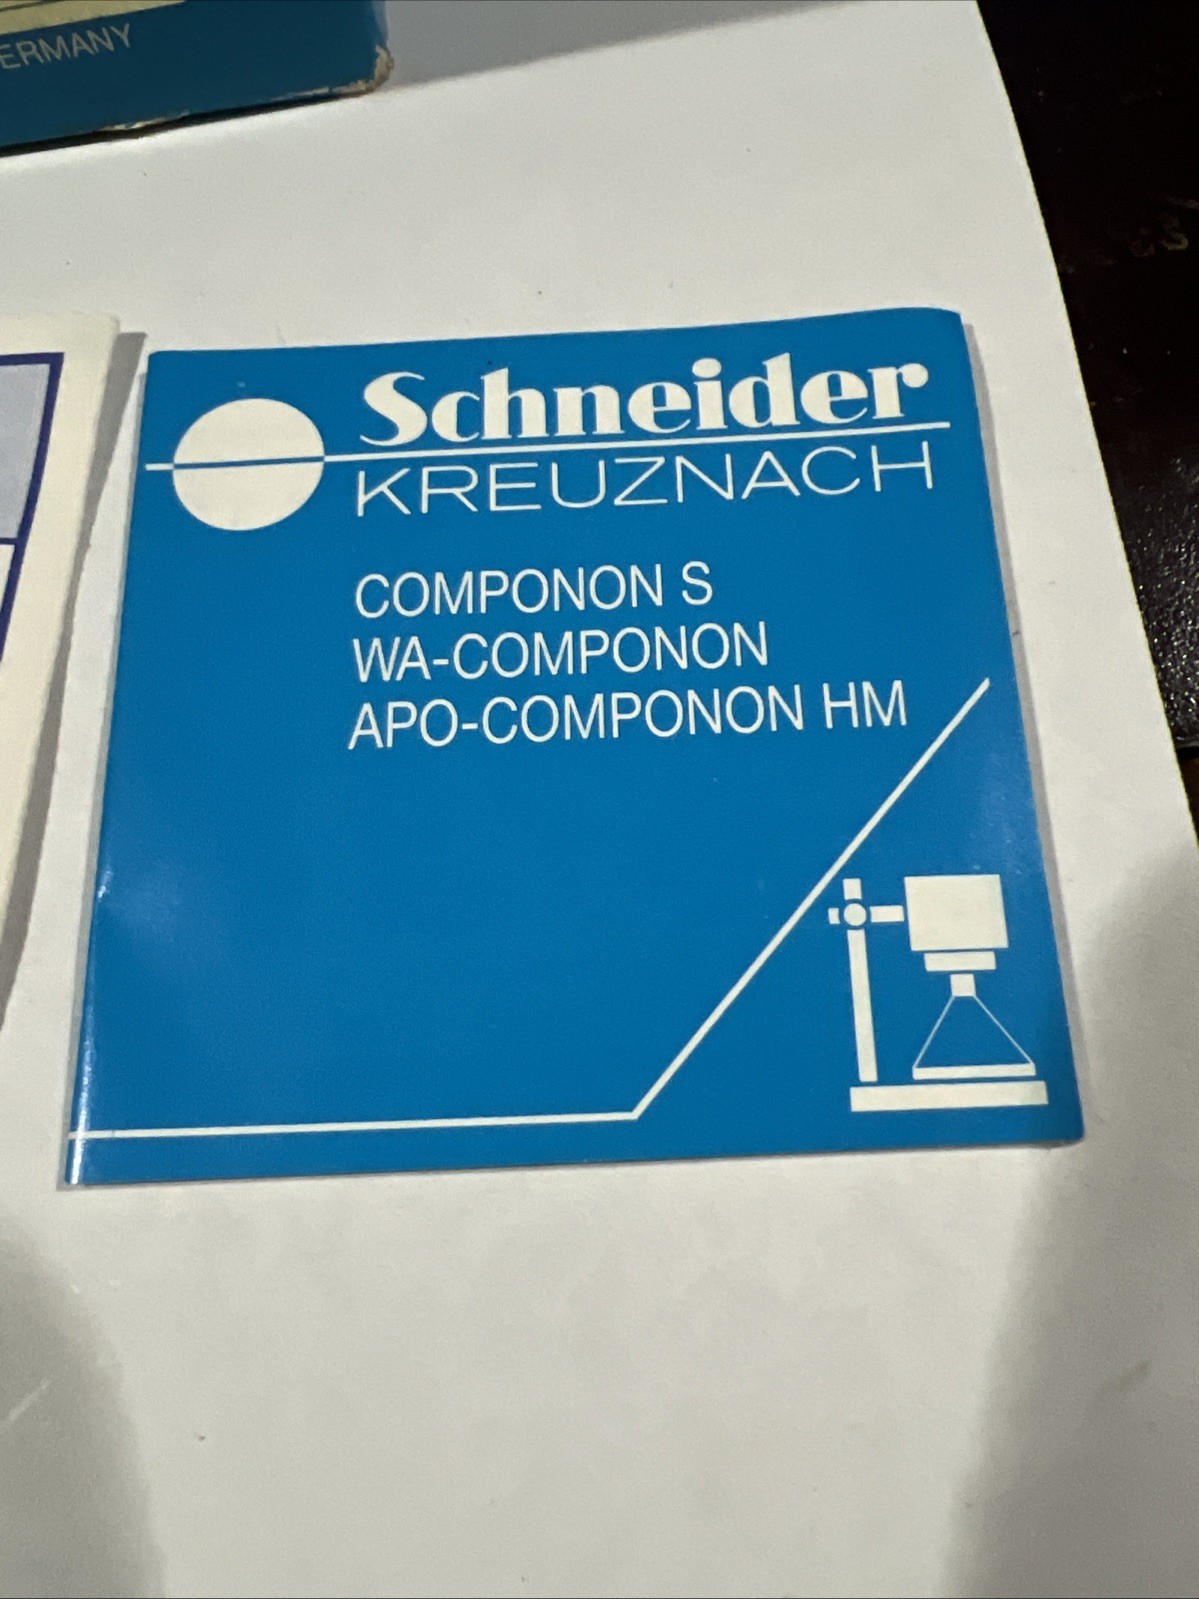 ERMANY
Schneider
KREUZNACH
COMPONON S
WA-COMPONON
APO-COMPONON HM